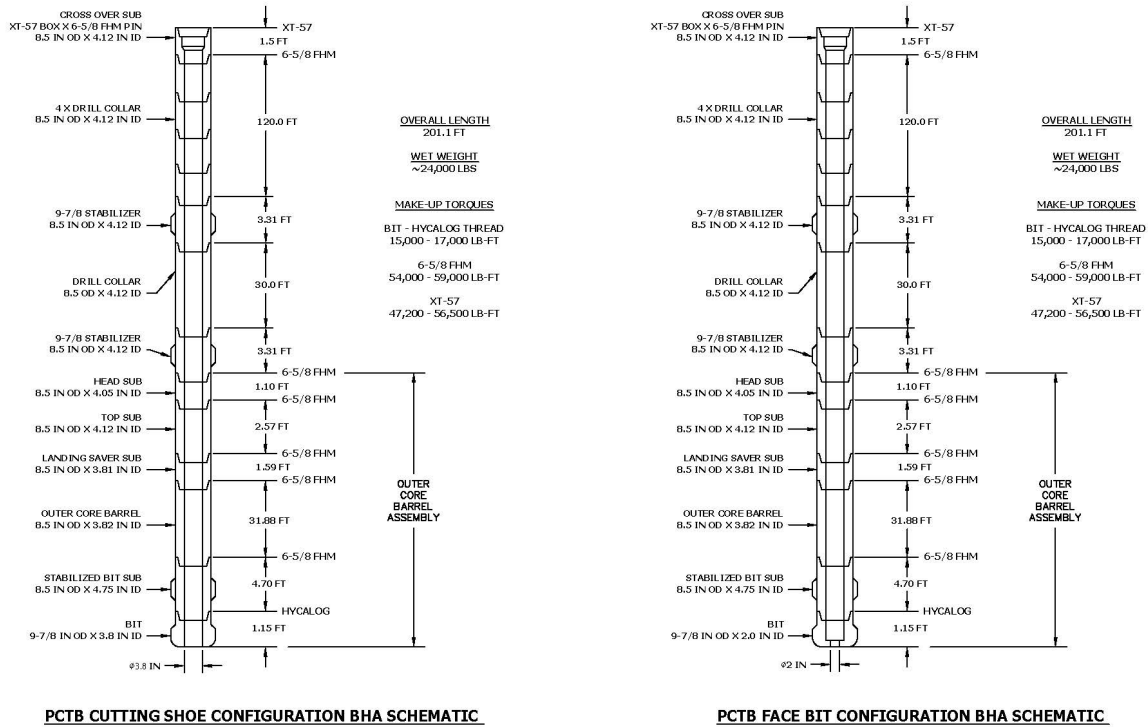 CROSS OVER SUB
XT-57 BOX X 6-5/8 FHM PIN
8.5 IN OD X 4.12 IN ID
4 X DRILL COLLAR
8.5 IN OD X 4.12 IN ID
9-7/8 STABILIZER
8.5 IN OD X 4.12 ID
DRILL COLLAR
8.5 OD X 4.12 ID
9-7/8 STABILIZER
8.5 IN OD X 4.12 ID
HEAD SUB
8.5 IN OD X 4.05 IN ID
TOP SUB
8.5 IN OD X 4.12 IN ID
LANDING SAVER SUB
8.5 IN OD X 3.81 IN ID
OUTER CORE BARREL
8.5 IN OD X 3.82 IN ID
STABILIZED BIT SUB
8.5 IN OD X 4.75 IN ID
BIT
9-7/8 IN OD X 3.8 IN ID
Ø3.8 IN
XT-57
1.5 FT
6-5/8 FHM
120.0 FT
3.31 FT
30.0 FT
3.31 FT
6-5/8 FHM
1.10 FT
6-5/8 FHM
2.57 FT
6-5/8 FHM
1.59 FT
6-5/8 FHM
31.88 FT
6-5/8 FHM
4.70 FT
HYCALOG
1.15 FT
OVERALL LENGTH
201.1 FT
WET WEIGHT
~24,000 LBS
MAKE-UP TORQUES
BIT - HYCALOG THREAD
15,000 - 17,000 LB-FT
6-5/8 FHM
54,000 - 59,000 LB-FT
XT-57
47,200 - 56,500 LB-FT
OUTER
CORE
BARREL
ASSEMBLY
PCTB CUTTING SHOE CONFIGURATION BHA SCHEMATIC
CROSS OVER SUB
XT-57 BOX X 6-5/8 FHM PIN
8.5 IN OD X 4.12 IN ID
4 X DRILL COLLAR
8.5 IN OD X 4.12 IN ID
9-7/8 STABILIZER
8.5 IN OD X 4.12 ID
DRILL COLLAR
8.5 OD X 4.12 ID
9-7/8 STABILIZER
8.5 IN OD X 4.12 ID
HEAD SUB
8.5 IN OD X 4.05 IN ID
TOP SUB
8.5 IN OD X 4.12 IN ID
LANDING SAVER SUB
8.5 IN OD X 3.81 IN ID
OUTER CORE BARREL
8.5 IN OD X 3.82 IN ID
STABILIZED BIT SUB
8.5 IN OD X 4.75 IN ID
BIT
9-7/8 IN OD X 2.0 IN ID
Ø2 IN
XT-57
1.5 FT
6-5/8 FHM
120.0 FT
3.31 FT
30.0 FT
3.31 FT
6-5/8 FHM
1.10 FT
6-5/8 FHM
2.57 FT
6-5/8 FHM
1.59 FT
6-5/8 FHM
31.88 FT
6-5/8 FHM
4.70 FT
HYCALOG
1.15 FT
OVERALL LENGTH
201.1 FT
WET WEIGHT
~24,000 LBS
MAKE-UP TORQUES
BIT - HYCALOG THREAD
15,000 - 17,000 LB-FT
6-5/8 FHM
54,000 - 59,000 LB-FT
XT-57
47,200 - 56,500 LB-FT
OUTER
CORE
BARREL
ASSEMBLY
PCTB FACE BIT CONFIGURATION BHA SCHEMATIC